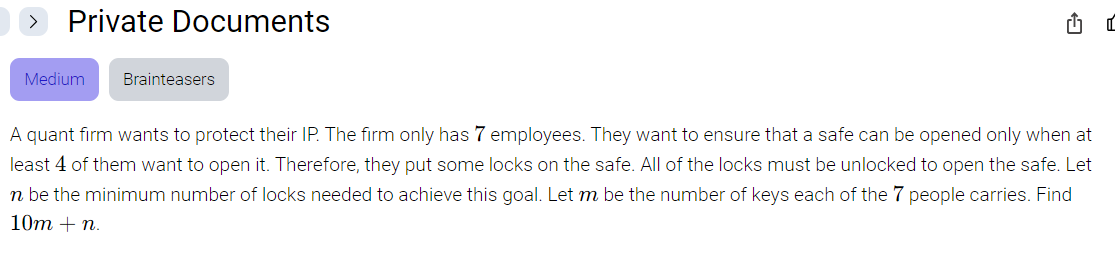 Private Documents
Medium Brainteasers
A quant firm wants to protect their IP. The firm only has 7 employees. They want to ensure that a safe can be opened only when at
least 4 of them want to open it. Therefore, they put some locks on the safe. All of the locks must be unlocked to open the safe. Let
n be the minimum number of locks needed to achieve this goal. Let m be the number of keys each of the 7 people carries. Find
10m + n.